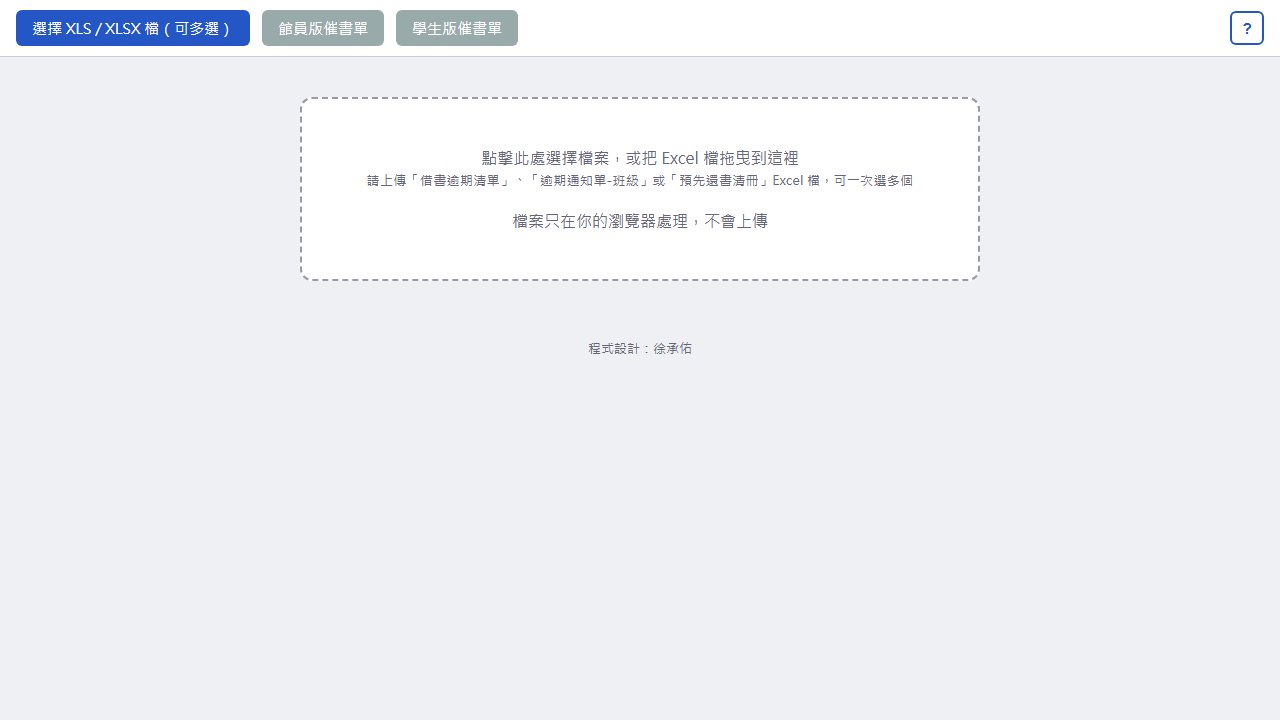 選擇 XLS / XLSX 檔（可多選）
館員版催書單
學生版催書單
?
點擊此處選擇檔案，或把 Excel 檔拖曳到這裡
請上傳「借書逾期清單」、「逾期通知單-班級」或「預先還書清冊」Excel 檔，可一次選多個
檔案只在你的瀏覽器處理，不會上傳
程式設計：徐承佑